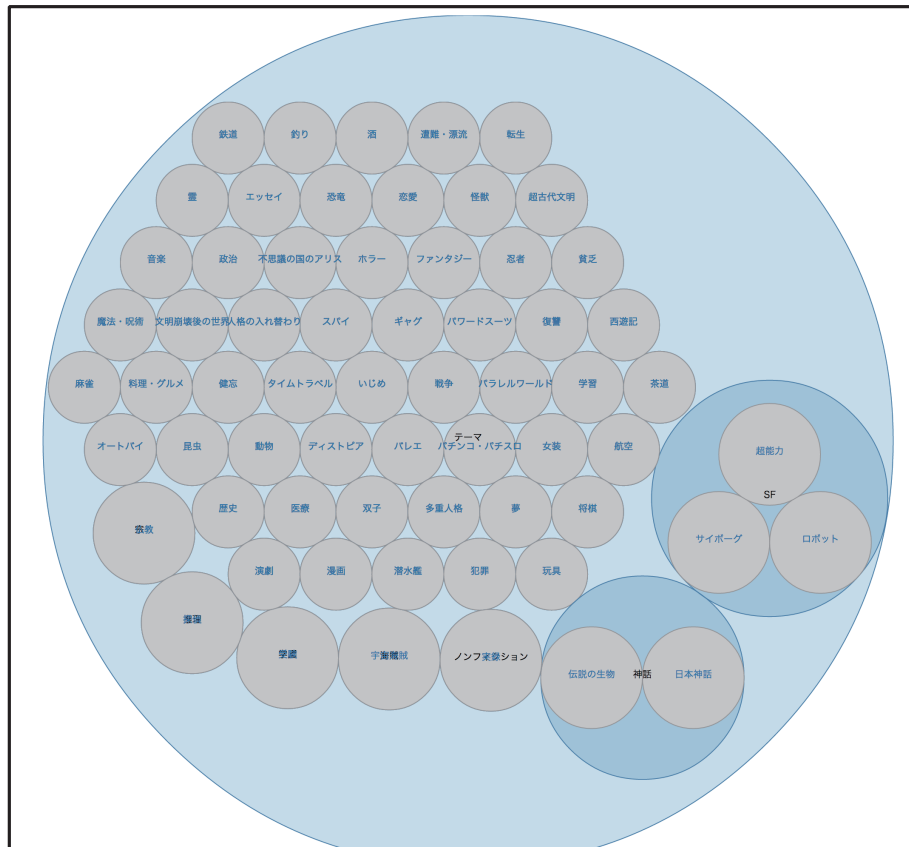 鉄道
釣り
酒
遭難・漂流
転生
霊
エッセイ
恐竜
恋愛
怪獣
超古代文明
音楽
政治
不思議の国のアリス
ホラー
ファンタジー
忍者
貧乏
魔法・呪術
文明崩壊後の世界
人格の入れ替わり
スパイ
ギャグ
パワードスーツ
復讐
西遊記
麻雀
料理・グルメ
健忘
タイムトラベル
いじめ
戦争
パラレルワールド
学習
茶道
テーマ
オートバイ
昆虫
動物
ディストピア
バレエ
パチンコ・パチスロ
女装
航空
超能力
SF
サイボーグ
ロボット
歴史
医療
双子
多重人格
夢
将棋
演劇
漫画
潜水艦
犯罪
玩具
伝説の生物
神話
日本神話